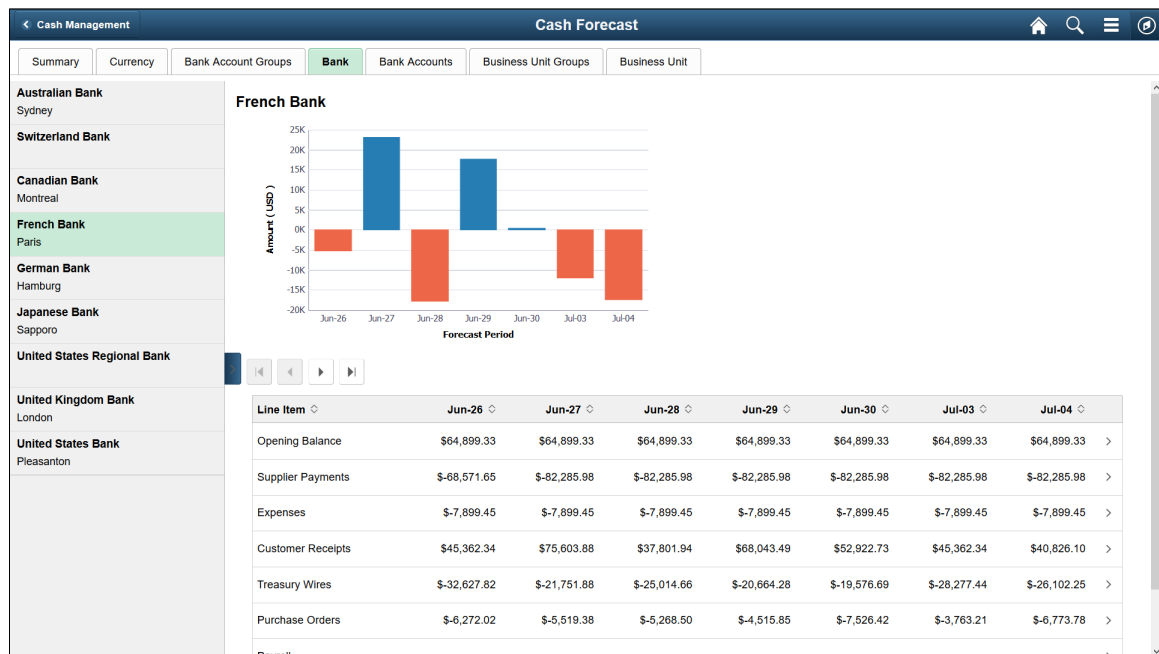 Cash Management
Cash Forecast
Summary Currency Bank Account Groups Bank Bank Accounts Business Unit Groups Business Unit
Australian Bank
Sydney
Switzerland Bank
Canadian Bank
Montreal
French Bank
Paris
German Bank
Hamburg
Japanese Bank
Sapporo
United States Regional Bank
United Kingdom Bank
London
United States Bank
Pleasanton
French Bank
Amount ( USD )
25K
20K
15K
10K
5K
0K
-5K
-10K
-15K
-20K
Jun-26 Jun-27 Jun-28 Jun-29 Jun-30 Jul-03 Jul-04
Forecast Period
Line Item Jun-26 Jun-27 Jun-28 Jun-29 Jun-30 Jul-03 Jul-04
Opening Balance $64,899.33 $64,899.33 $64,899.33 $64,899.33 $64,899.33 $64,899.33 $64,899.33
Supplier Payments $-68,571.65 $-82,285.98 $-82,285.98 $-82,285.98 $-82,285.98 $-82,285.98 $-82,285.98
Expenses $-7,899.45 $-7,899.45 $-7,899.45 $-7,899.45 $-7,899.45 $-7,899.45 $-7,899.45
Customer Receipts $45,362.34 $75,603.88 $37,801.94 $68,043.49 $52,922.73 $45,362.34 $40,826.10
Treasury Wires $-32,627.82 $-21,751.88 $-25,014.66 $-20,664.28 $-19,576.69 $-28,277.44 $-26,102.25
Purchase Orders $-6,272.02 $-5,519.38 $-5,268.50 $-4,515.85 $-7,526.42 $-3,763.21 $-6,773.78